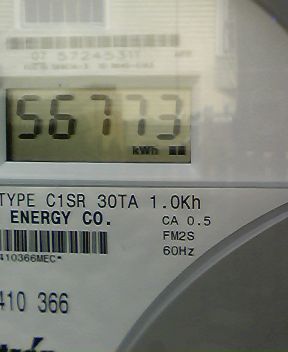 56773
kWh
TYPE C1SR 30TA 1.0Kh
ENERGY CO.
CA 0.5
FM2S
60Hz
410366MEC*
410 366